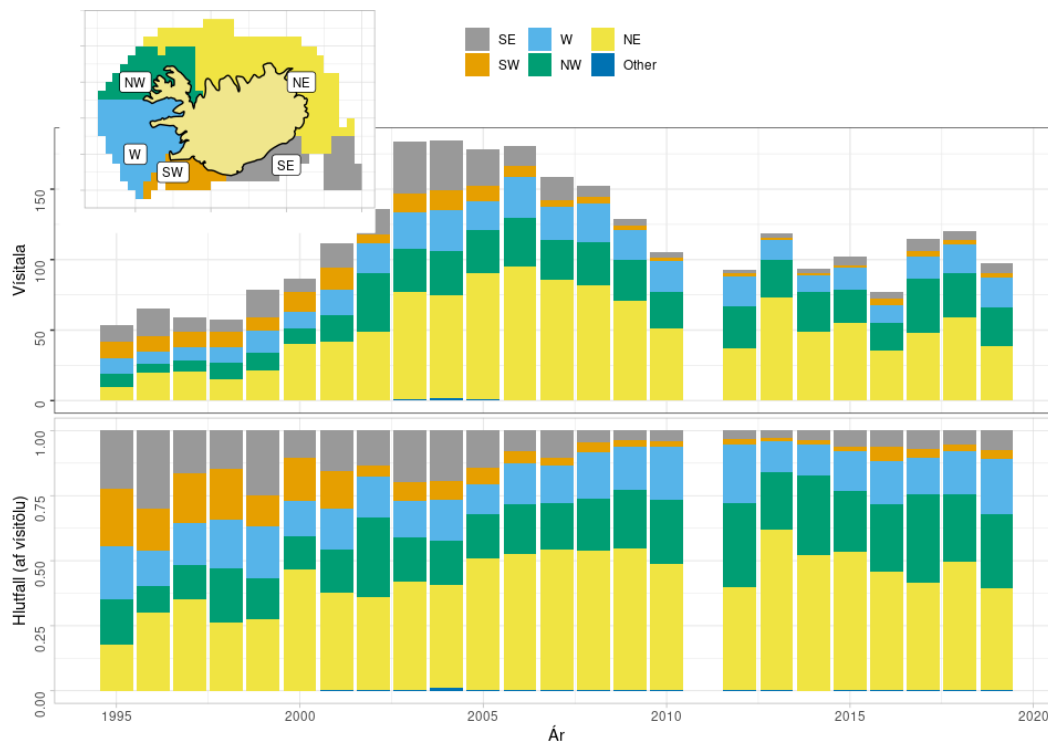 SE
W
NE
SW
NW
Other
NW
NE
W
SW
SE
Vísitala
150
100
50
0
Hlutfall (af vísitölu)
1.00
0.75
0.50
0.25
0.00
1995
2000
2005
2010
2015
2020
Ár